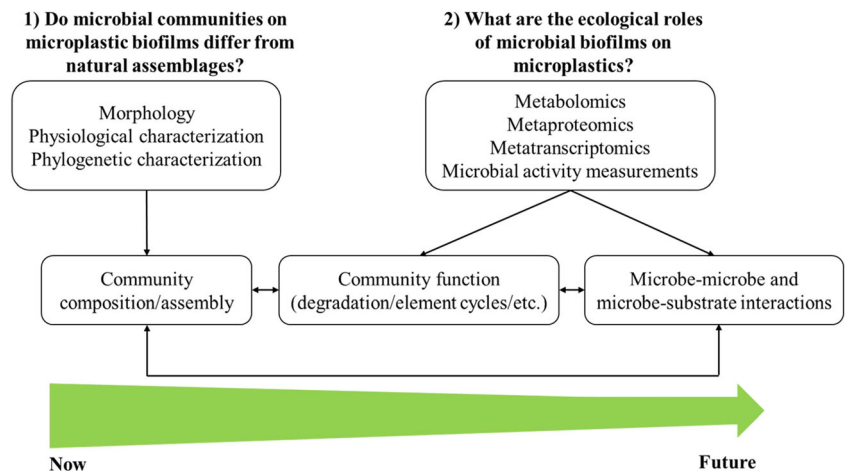 1) Do microbial communities on
microplastic biofilms differ from
natural assemblages?
2) What are the ecological roles
of microbial biofilms on
microplastics?
Morphology
Physiological characterization
Phylogenetic characterization
Metabolomics
Metaproteomics
Metatranscriptomics
Microbial activity measurements
Community
composition/assembly
Community function
(degradation/element cycles/etc.)
Microbe-microbe and
microbe-substrate interactions
Now
Future